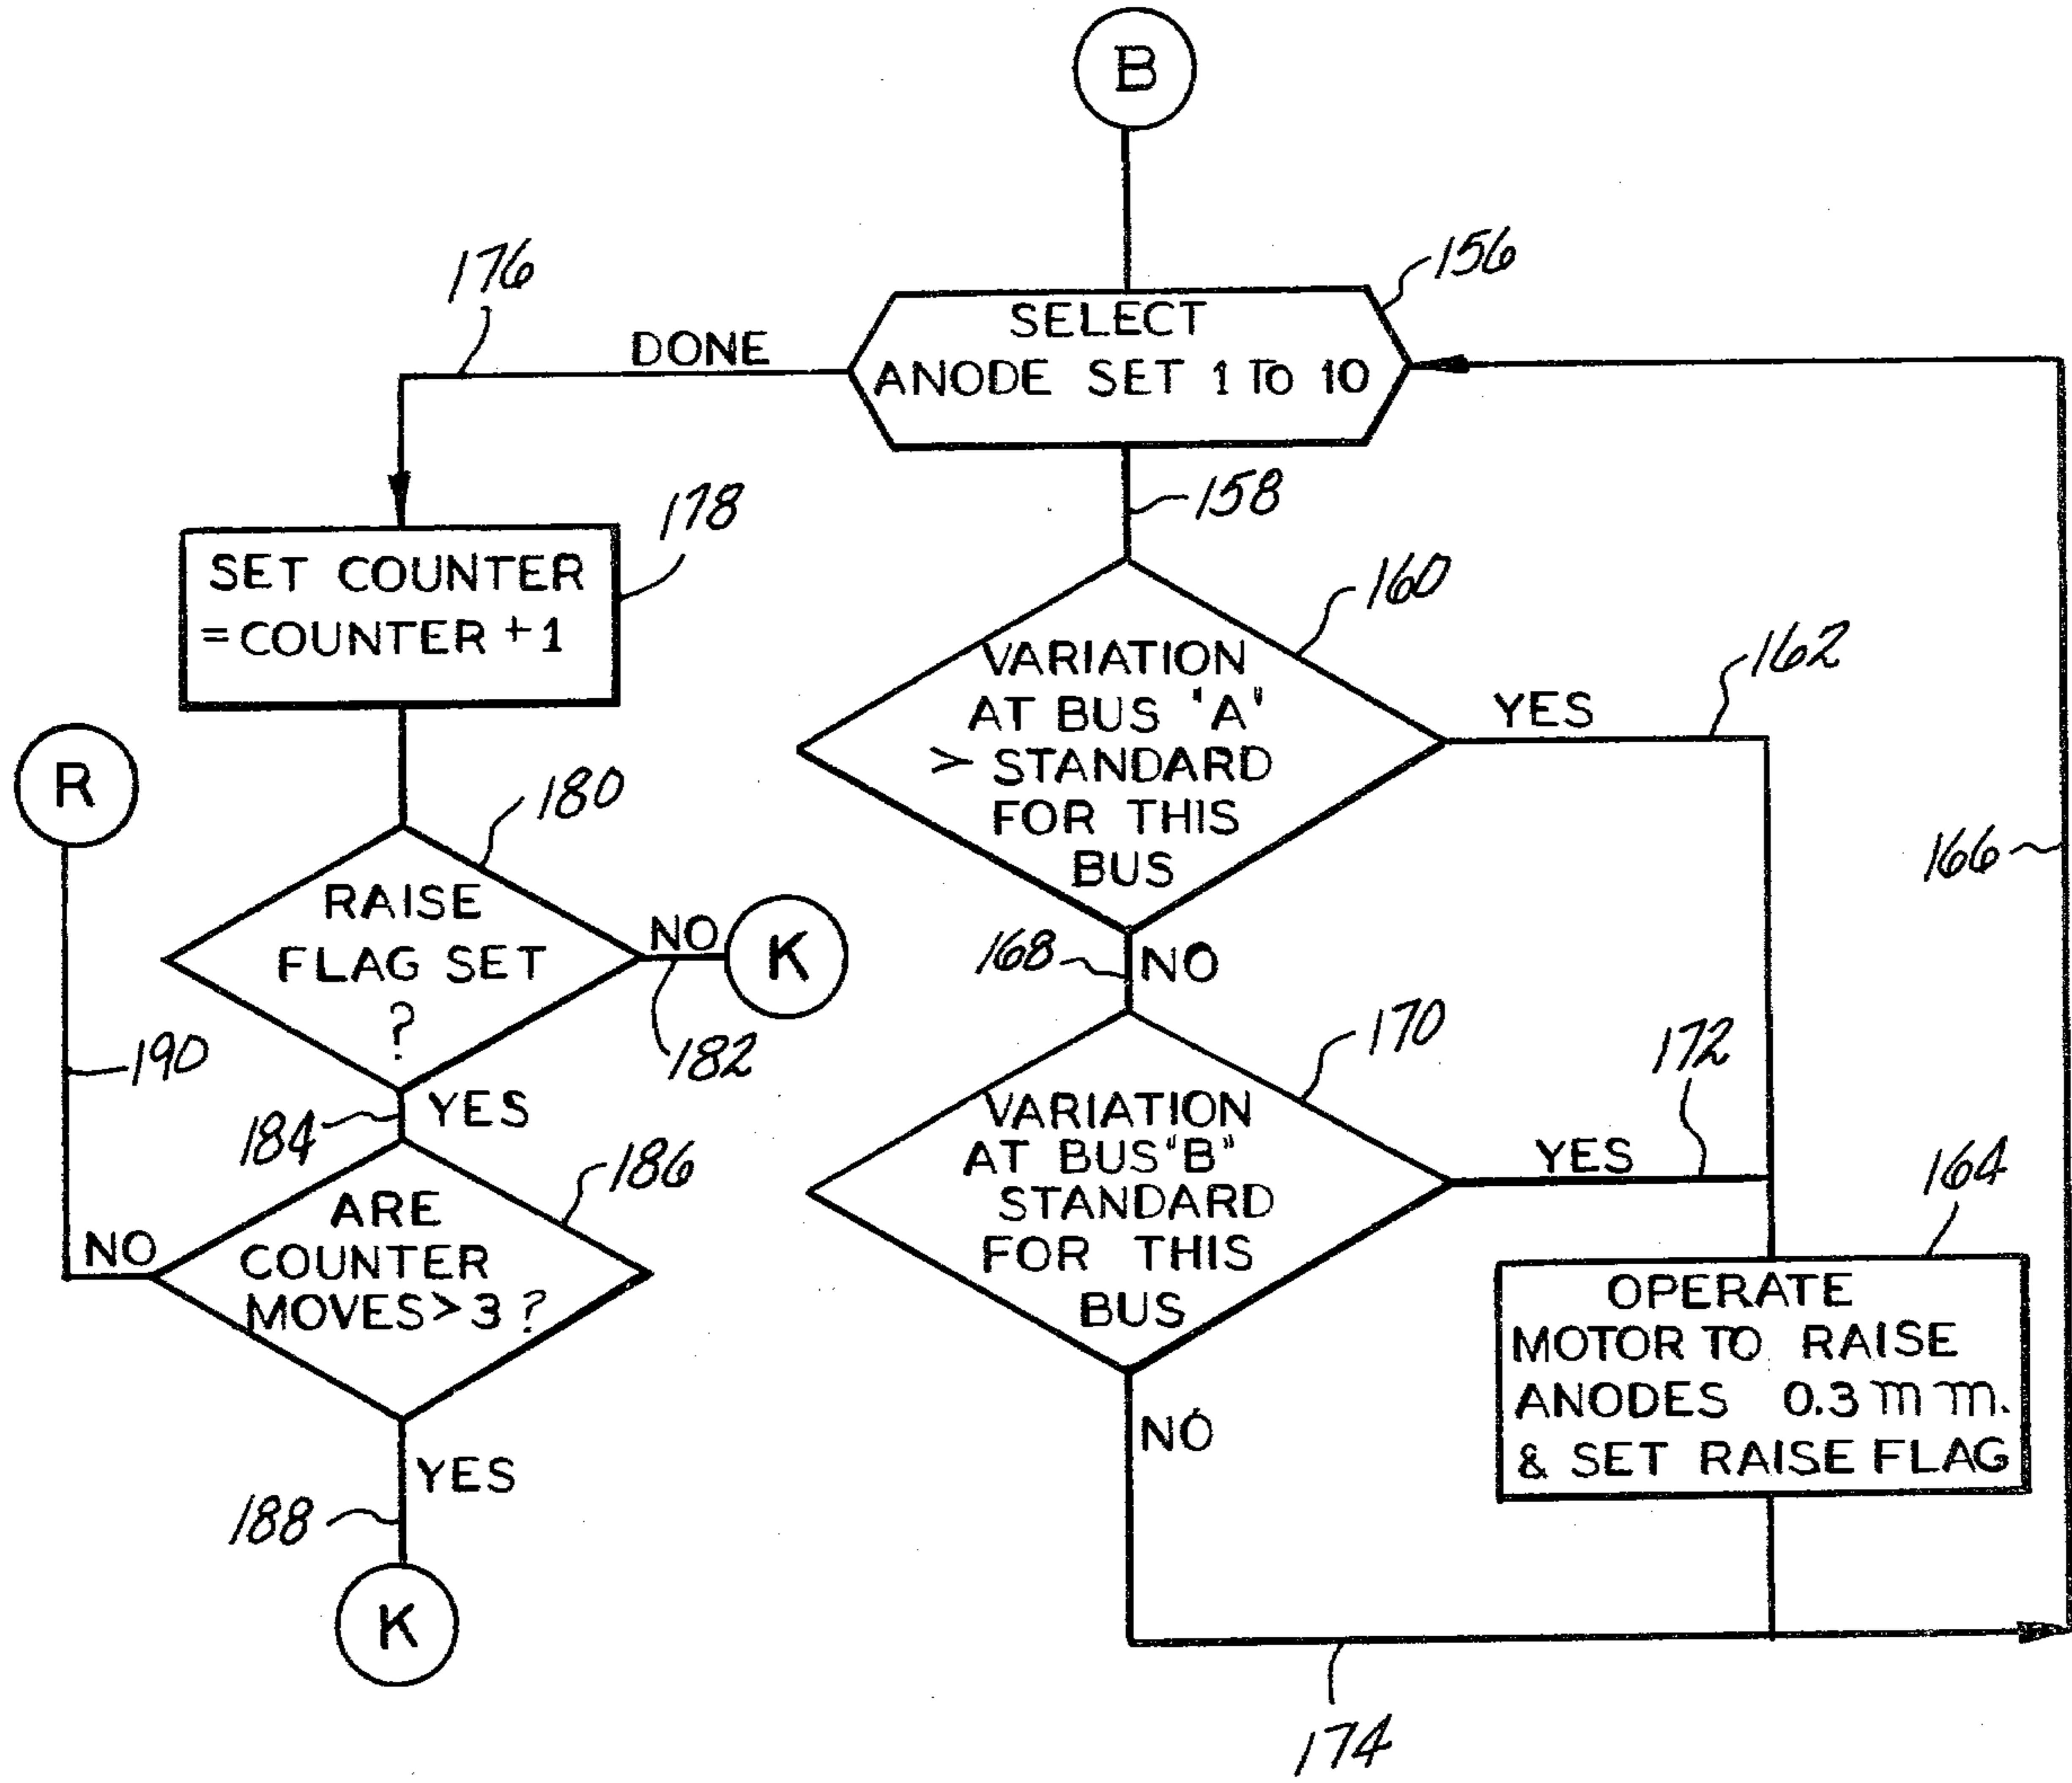 B
156
SELECT
ANODE SET 1 TO 10
176
DONE
158
178
SET COUNTER
= COUNTER + 1
160
VARIATION
AT BUS "A"
> STANDARD
FOR THIS
BUS
YES
162
166
R
180
RAISE
FLAG SET
?
NO
182
K
168
NO
190
184
YES
170
VARIATION
AT BUS "B"
STANDARD
FOR THIS
BUS
YES
172
164
OPERATE
MOTOR TO RAISE
ANODES 0.3 mm.
& SET RAISE FLAG
186
ARE
COUNTER
MOVES > 3 ?
NO
YES
188
K
NO
174